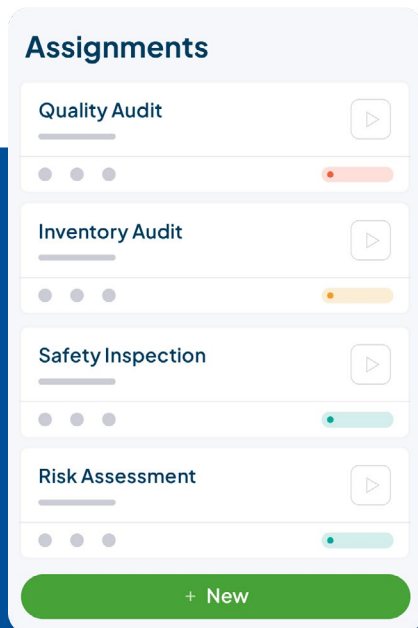 Assignments
Quality Audit
Inventory Audit
Safety Inspection
Risk Assessment
+ New